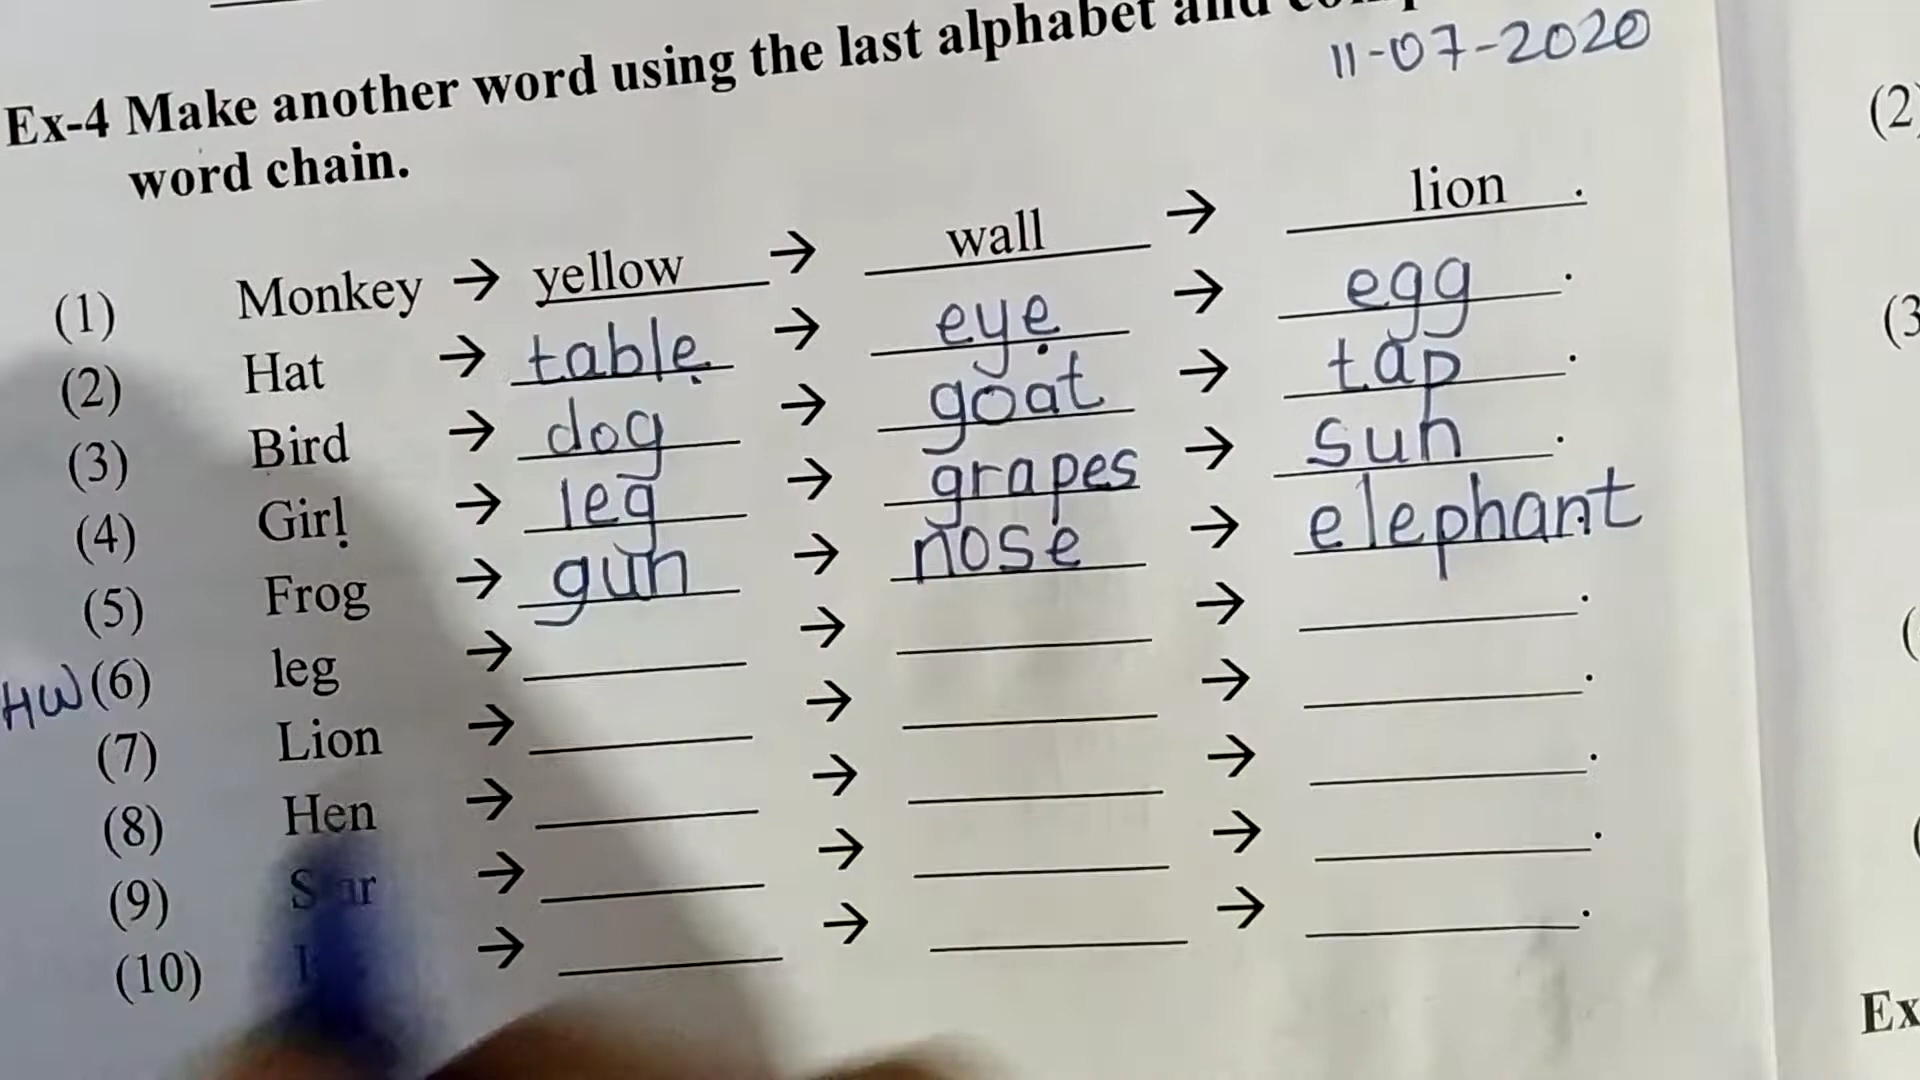 Ex-4 Make another word using the last alphabet and
11-07-2020
word chain.
(1) Monkey → yellow → wall → lion .
(2) Hat → table → eye → egg .
(3) Bird → dog → goat → tap .
(4) Girl → leg → grapes → sun .
(5) Frog → gun → nose → elephant .
HW (6) leg → → → .
(7) Lion → → → .
(8) Hen → → → .
(9) → → → .
(10) → → → .
(2)
(3
Ex